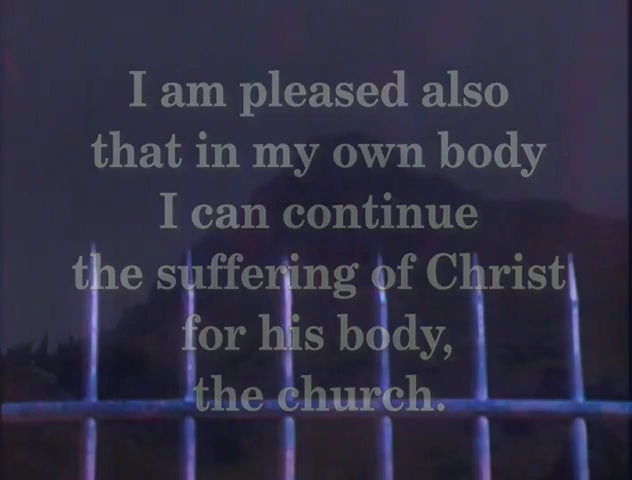 I am pleased also
that in my own body
I can continue
the suffering of Christ
for his body,
the church.